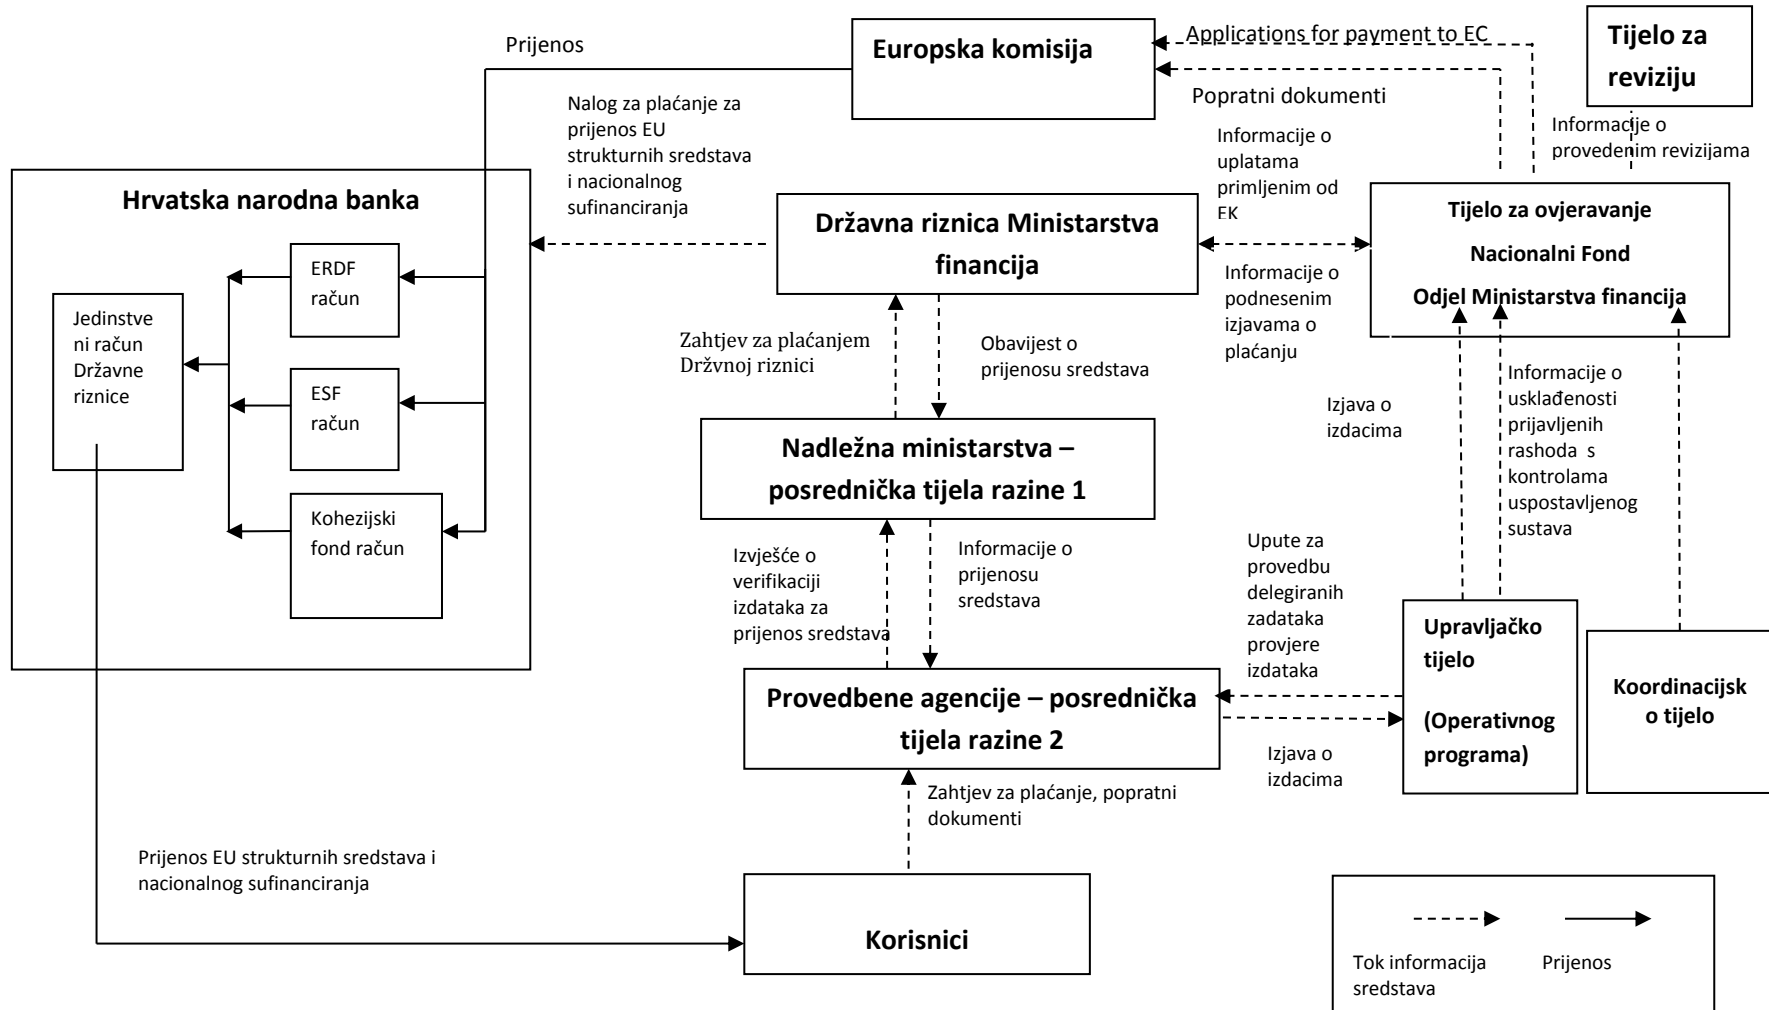 Prijenos
Europska komisija
Applications for payment to EC
Popratni dokumenti
Tijelo za
reviziju
Nalog za plaćanje za
prijenos EU
strukturnih sredstava
i nacionalnog
sufinanciranja
Informacije o
uplatama
primljenim od
EK
Informacije o
provedenim revizijama
Hrvatska narodna banka
ERDF
račun
Jedinstve
ni račun
Državne
riznice
ESF
račun
Kohezijski
fond račun
Državna riznica Ministarstva
financija
Tijelo za ovjeravanje
Nacionalni Fond
Odjel Ministarstva financija
Informacije o
podnesenim
izjavama o
plaćanju
Zahtjev za plaćanjem
Držvnoj riznici
Obavijest o
prijenosu sredstava
Izjava o
izdacima
Informacije o
usklađenosti
prijavljenih
rashoda  s
kontrolama
uspostavljenog
sustava
Nadležna ministarstva –
posrednička tijela razine 1
Izvješće o
verifikaciji
izdataka za
prijenos sredstava
Informacije o
prijenosu
sredstava
Upute za
provedbu
delegiranih
zadataka
provjere
izdataka
Upravljačko
tijelo
(Operativnog
programa)
Koordinacijsk
o tijelo
Provedbene agencije – posrednička
tijela razine 2
Izjava o
izdacima
Zahtjev za plaćanje, popratni
dokumenti
Prijenos EU strukturnih sredstava i
nacionalnog sufinanciranja
Korisnici
Tok informacija Prijenos
sredstava